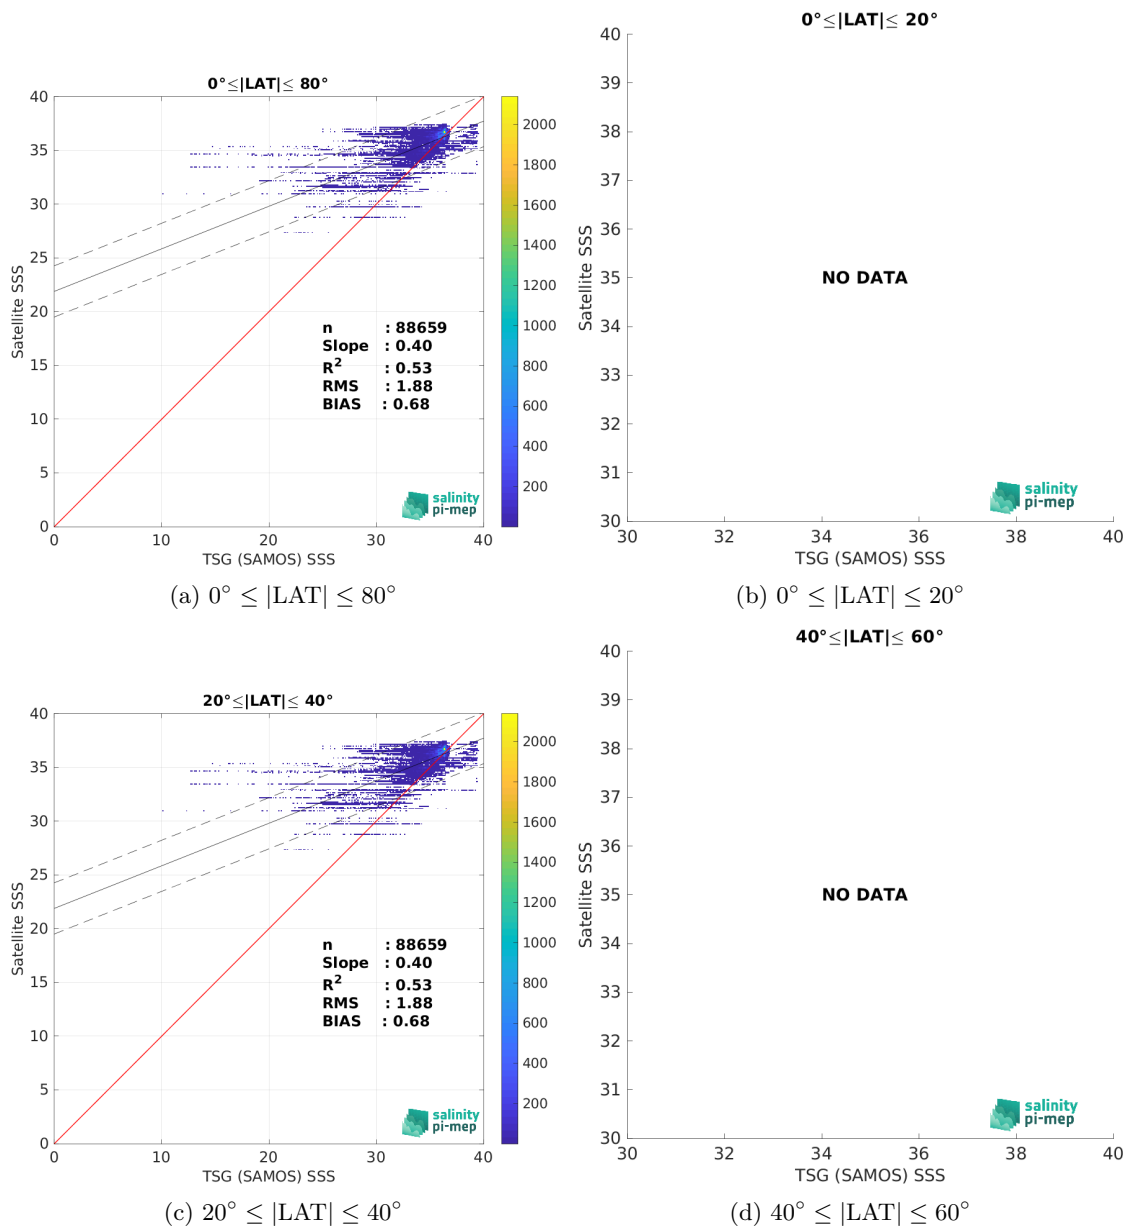 0°≤|LAT|≤ 80°
40
35
30
25
20
15
10
5
0
Satellite SSS
n : 88659
Slope : 0.40
R² : 0.53
RMS : 1.88
BIAS : 0.68
salinity
pi-mep
0 10 20 30 40
TSG (SAMOS) SSS
2000
1800
1600
1400
1200
1000
800
600
400
200
(a) 0° ≤ |LAT| ≤ 80°
0°≤|LAT|≤ 20°
40
39
38
37
36
35
34
33
32
31
30
Satellite SSS
NO DATA
salinity
pi-mep
30 32 34 36 38 40
TSG (SAMOS) SSS
(b) 0° ≤ |LAT| ≤ 20°
20°≤|LAT|≤ 40°
40
35
30
25
20
15
10
5
0
Satellite SSS
n : 88659
Slope : 0.40
R² : 0.53
RMS : 1.88
BIAS : 0.68
salinity
pi-mep
0 10 20 30 40
TSG (SAMOS) SSS
2000
1800
1600
1400
1200
1000
800
600
400
200
(c) 20° ≤ |LAT| ≤ 40°
40°≤|LAT|≤ 60°
40
39
38
37
36
35
34
33
32
31
30
Satellite SSS
NO DATA
salinity
pi-mep
30 32 34 36 38 40
TSG (SAMOS) SSS
(d) 40° ≤ |LAT| ≤ 60°